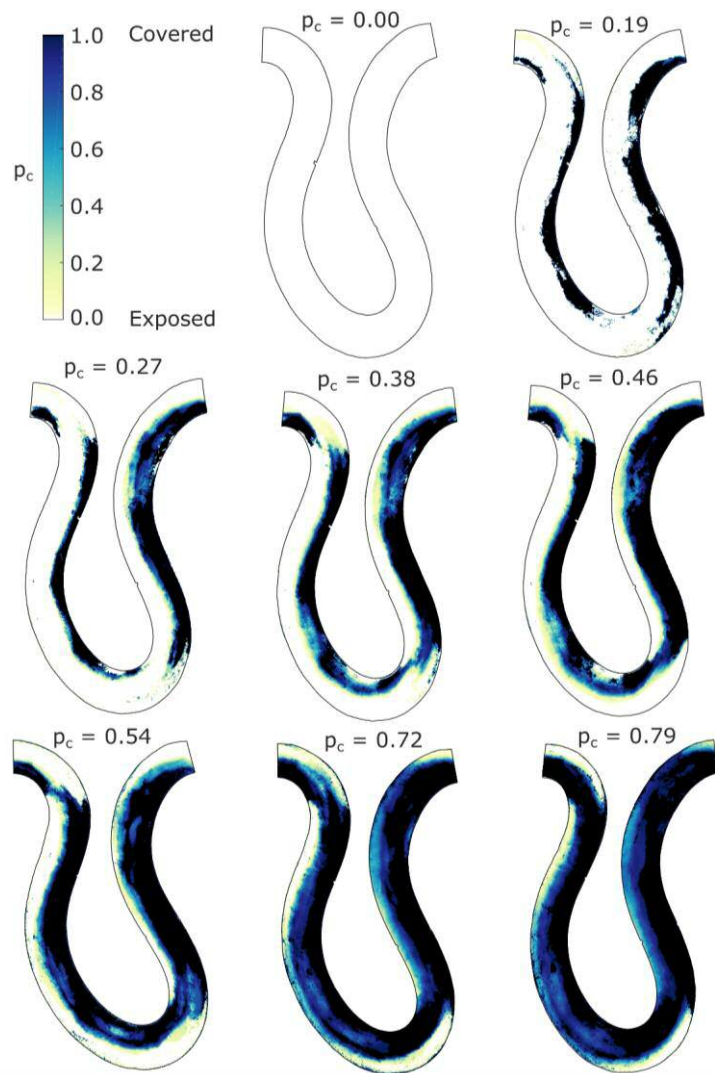 1.0 Covered
0.8
0.6
p_c
0.4
0.2
0.0 Exposed
p_c = 0.00
p_c = 0.19
p_c = 0.27
p_c = 0.38
p_c = 0.46
p_c = 0.54
p_c = 0.72
p_c = 0.79